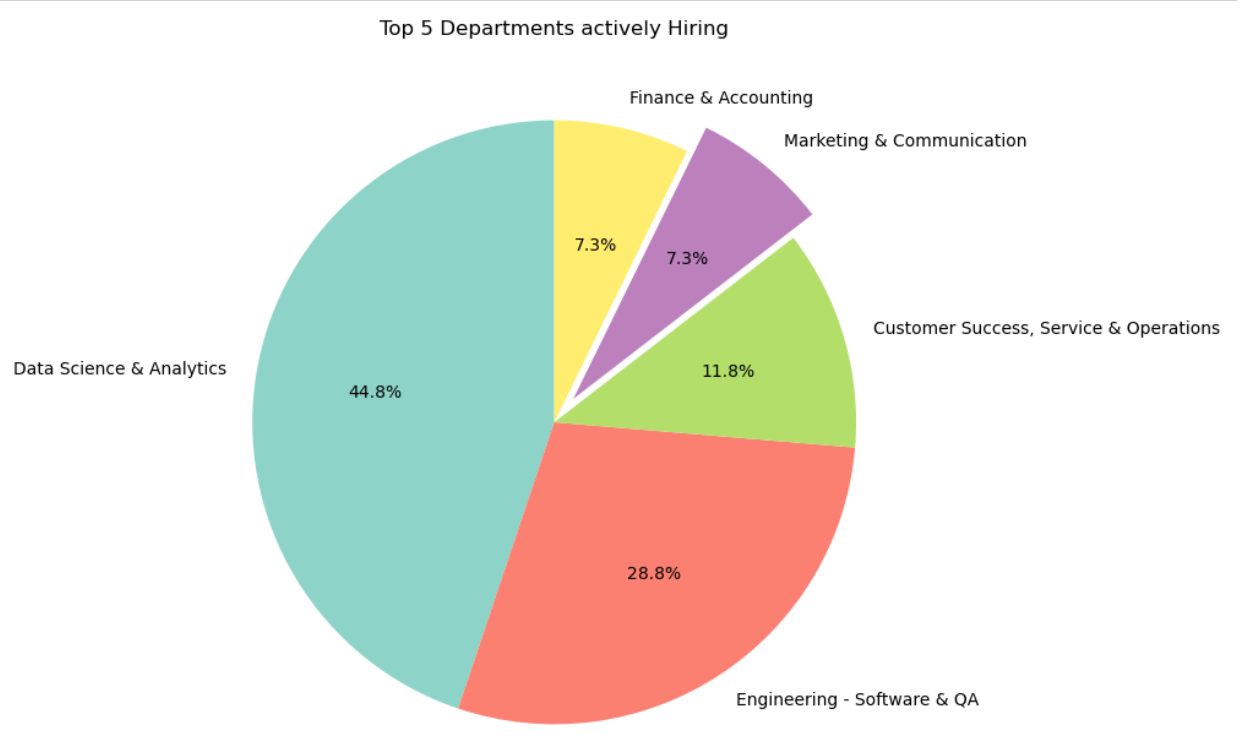 Top 5 Departments actively Hiring
Finance & Accounting
Marketing & Communication
7.3%
7.3%
Customer Success, Service & Operations
Data Science & Analytics
11.8%
44.8%
28.8%
Engineering - Software & QA